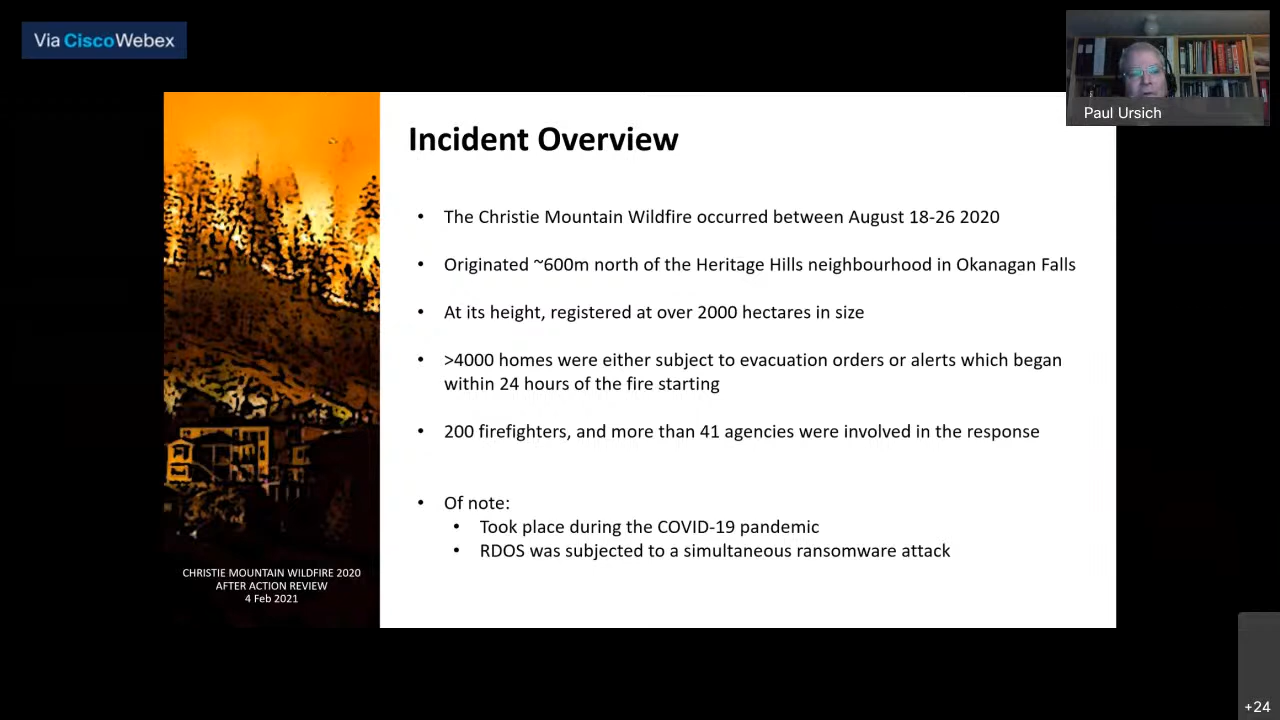 Via Cisco Webex
Paul Ursich
Incident Overview
• The Christie Mountain Wildfire occurred between August 18-26 2020
• Originated ~600m north of the Heritage Hills neighbourhood in Okanagan Falls
• At its height, registered at over 2000 hectares in size
• >4000 homes were either subject to evacuation orders or alerts which began
within 24 hours of the fire starting
• 200 firefighters, and more than 41 agencies were involved in the response
• Of note:
• Took place during the COVID-19 pandemic
• RDOS was subjected to a simultaneous ransomware attack
CHRISTIE MOUNTAIN WILDFIRE 2020
AFTER ACTION REVIEW
4 Feb 2021
+24